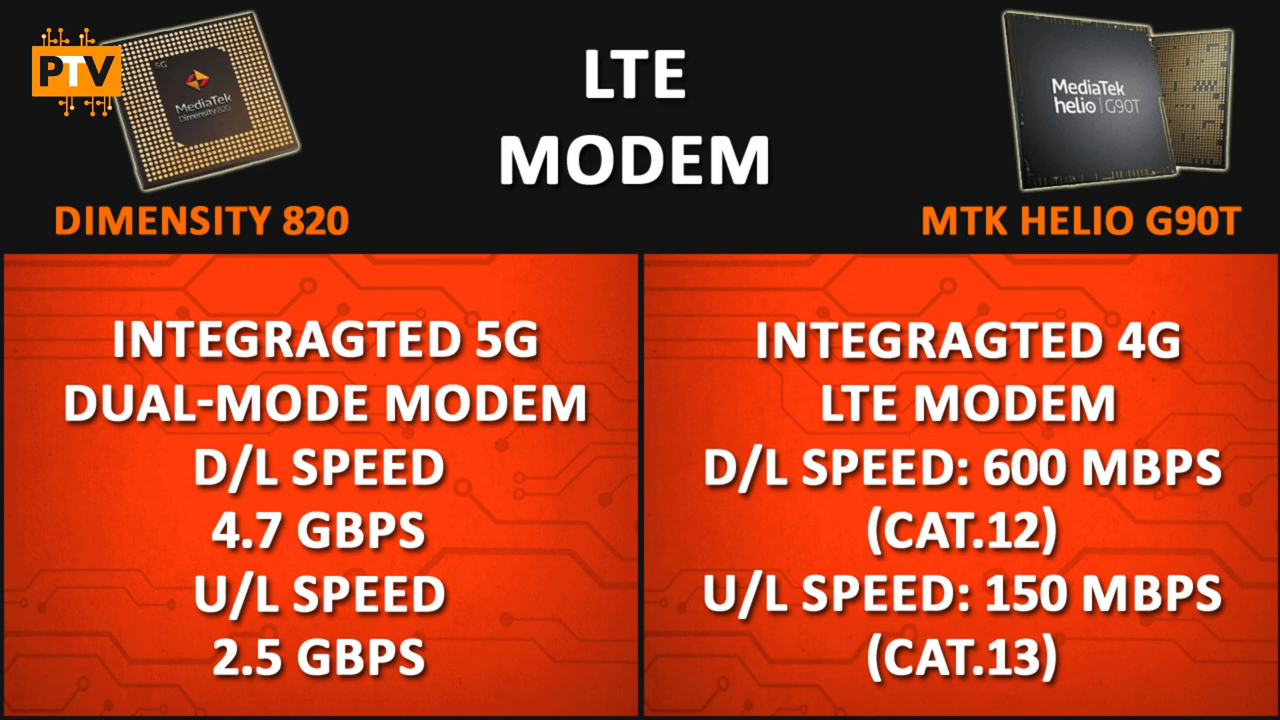 PTV
5G
MediaTek
Dimensity 820
LTE
MODEM
MediaTek
helio | G90T
DIMENSITY 820
MTK HELIO G90T
INTEGRAGTED 5G
DUAL-MODE MODEM
D/L SPEED
4.7 GBPS
U/L SPEED
2.5 GBPS
INTEGRAGTED 4G
LTE MODEM
D/L SPEED: 600 MBPS
(CAT.12)
U/L SPEED: 150 MBPS
(CAT.13)